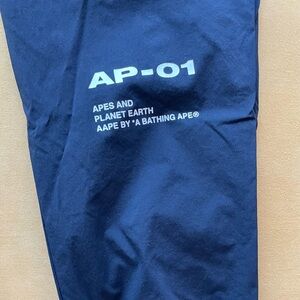 AP-01
APES AND
PLANET EARTH
AAPE BY *A BATHING APE®